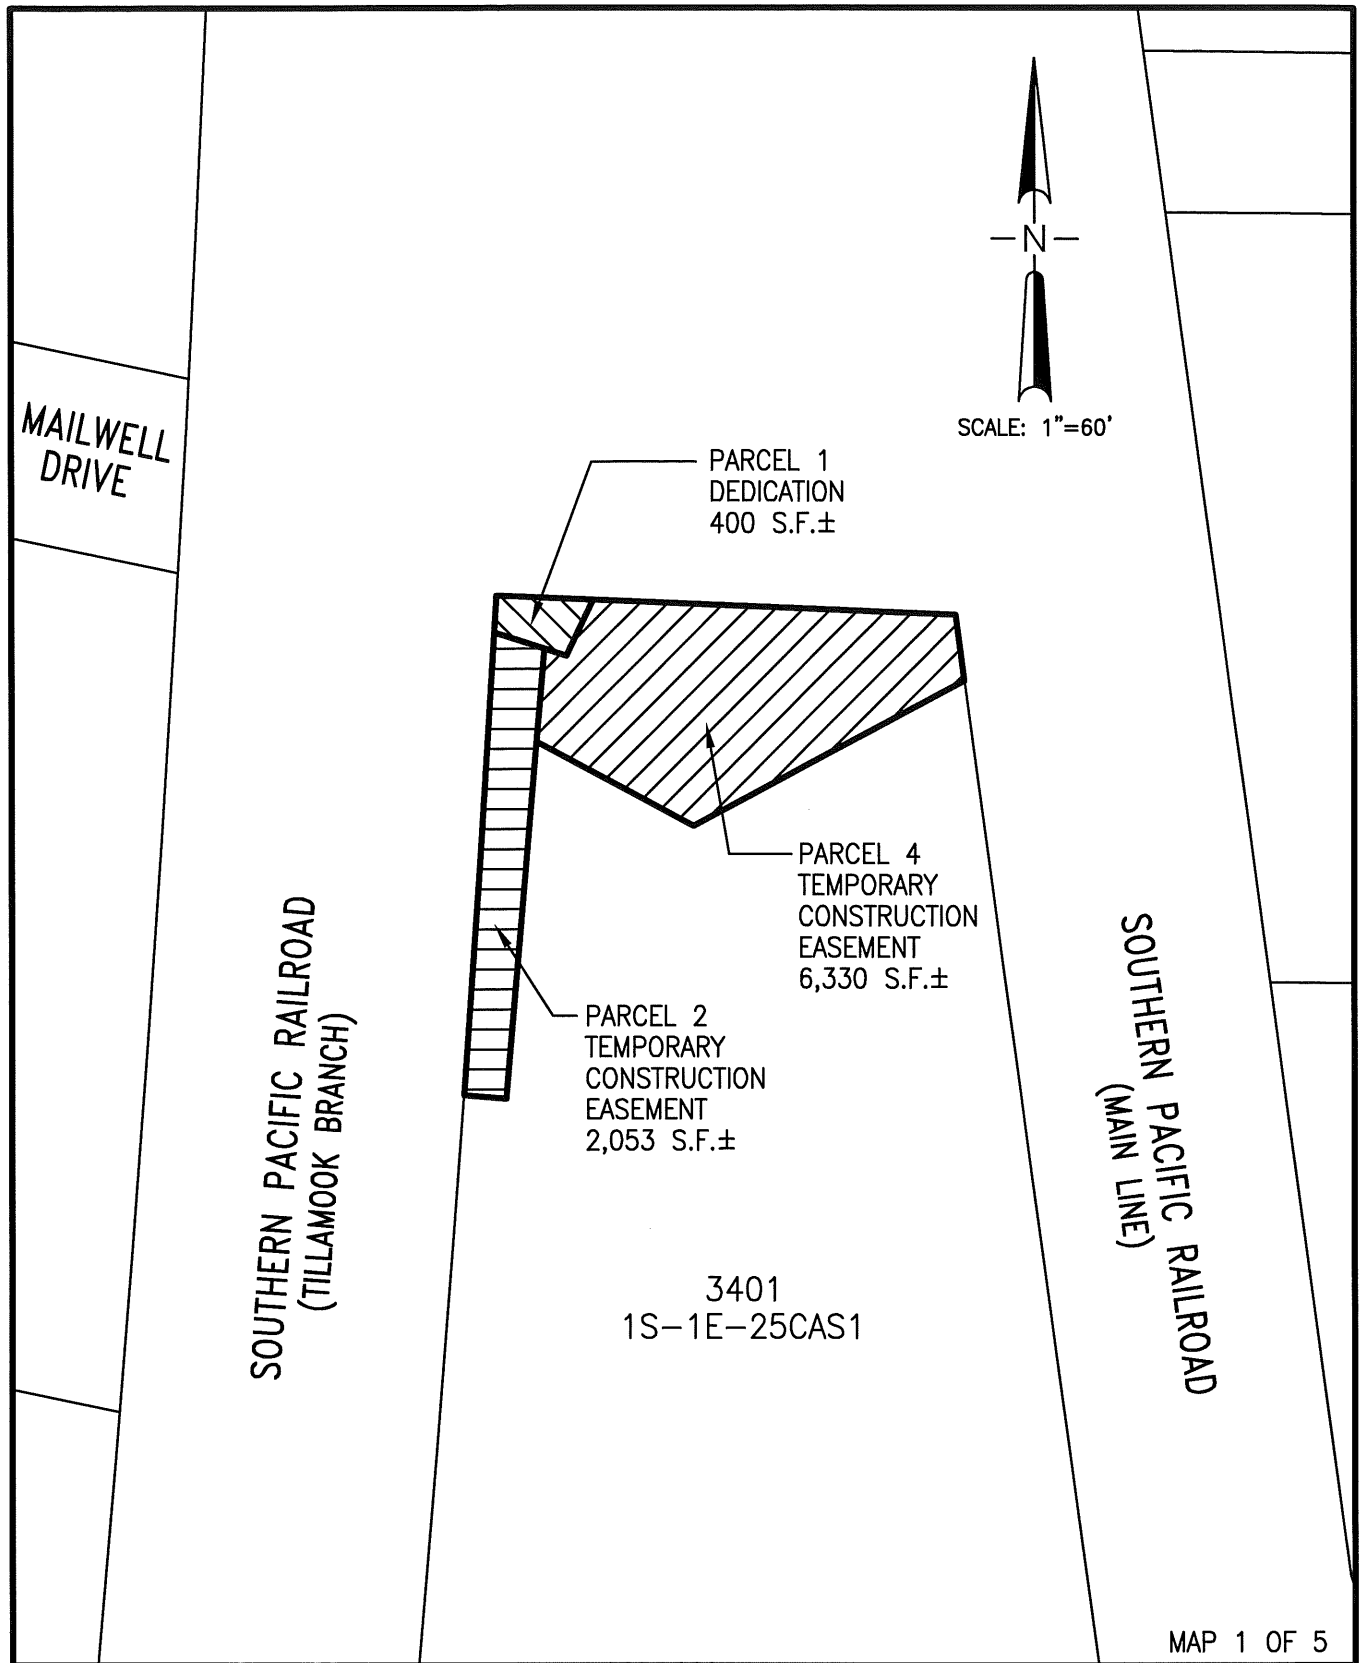 —N—
SCALE: 1"=60'
MAILWELL
DRIVE
PARCEL 1
DEDICATION
400 S.F.±
PARCEL 4
TEMPORARY
CONSTRUCTION
EASEMENT
6,330 S.F.±
PARCEL 2
TEMPORARY
CONSTRUCTION
EASEMENT
2,053 S.F.±
SOUTHERN PACIFIC RAILROAD
(TILLAMOOK BRANCH)
SOUTHERN PACIFIC RAILROAD
(MAIN LINE)
3401
1S-1E-25CAS1
MAP 1 OF 5